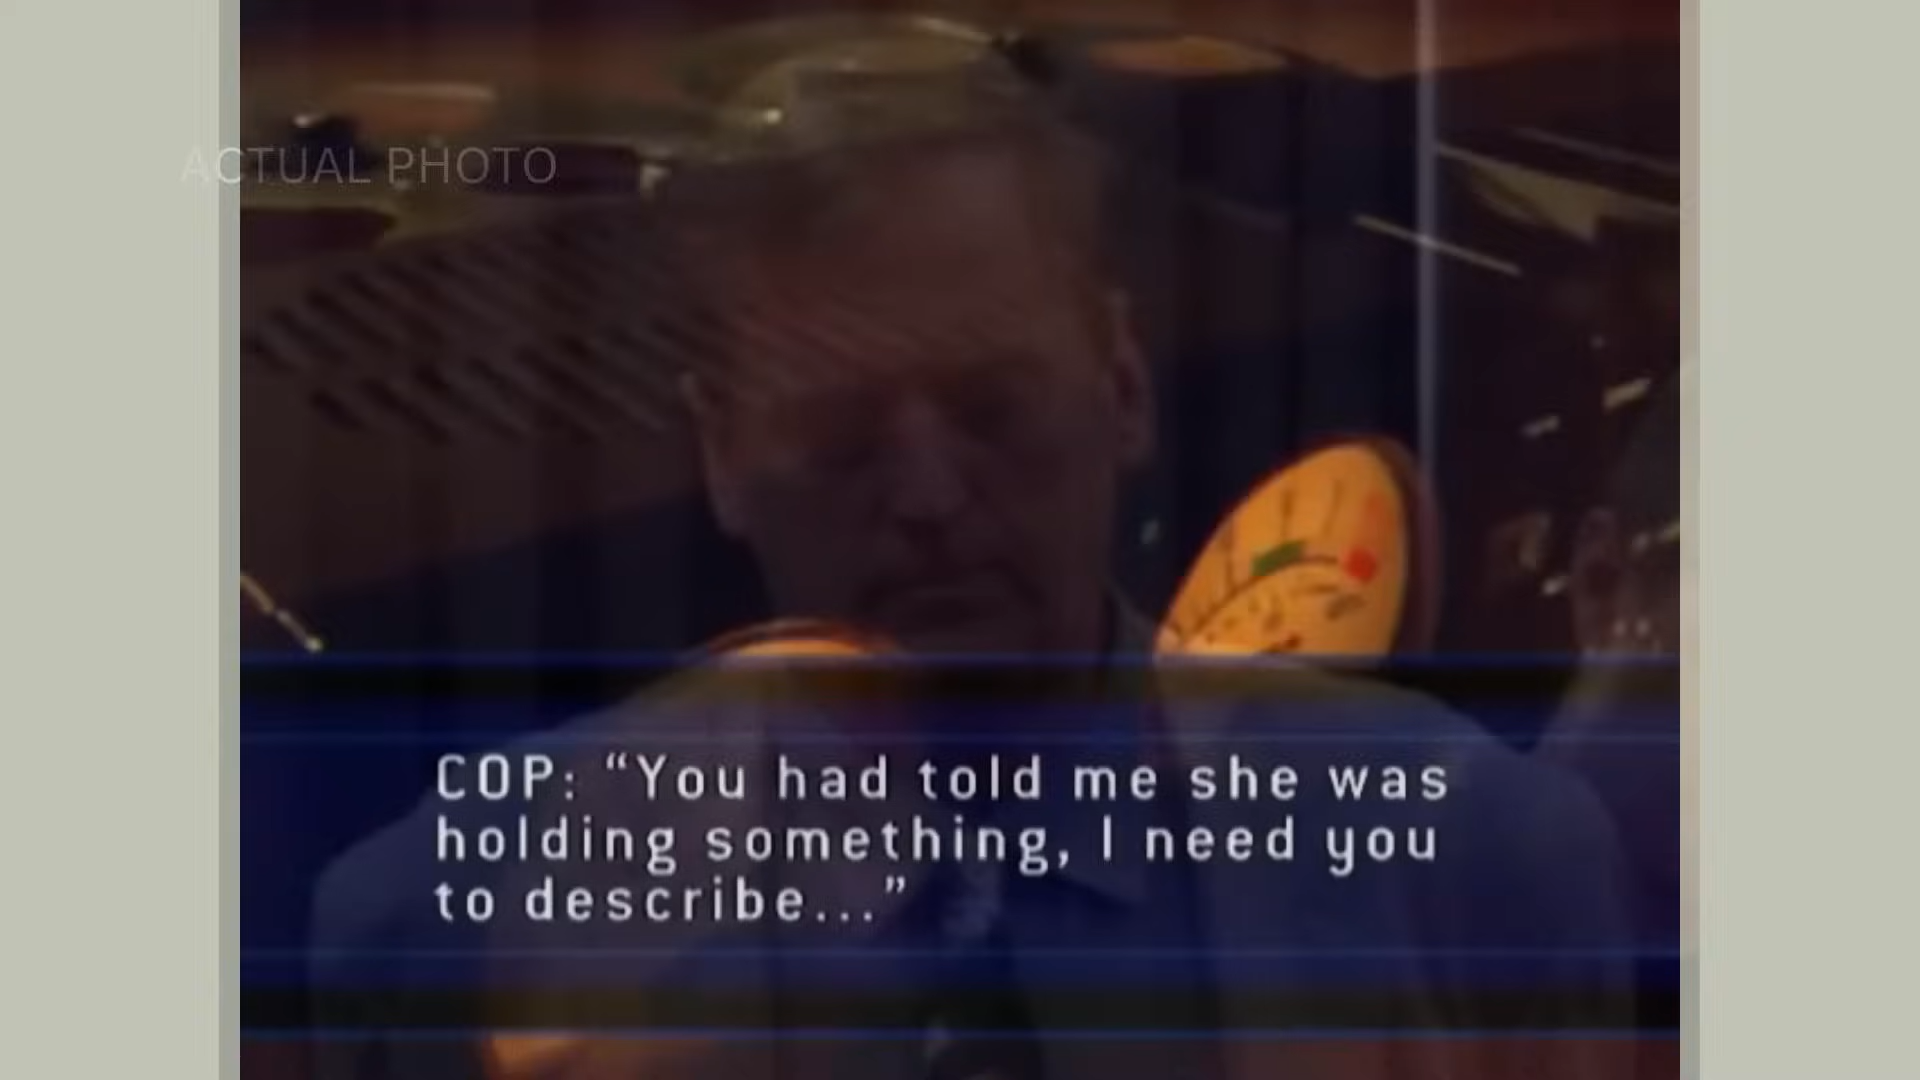 ACTUAL PHOTO
COP: “You had told me she was
holding something, I need you
to describe...”